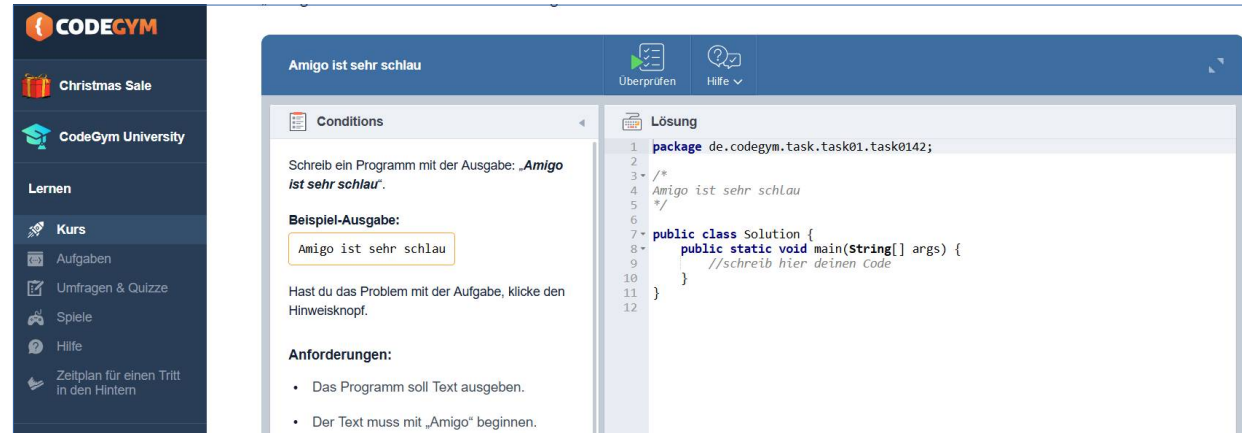 CODEGYM
Christmas Sale
CodeGym University
Lernen
Kurs
Aufgaben
Umfragen & Quizze
Spiele
Hilfe
Zeitplan für einen Tritt
in den Hintern
Amigo ist sehr schlau
Überprüfen
Hilfe
Conditions
Schreib ein Programm mit der Ausgabe: „Amigo
ist sehr schlau“.
Beispiel-Ausgabe:
Amigo ist sehr schlau
Hast du das Problem mit der Aufgabe, klicke den
Hinweisknopf.
Anforderungen:
• Das Programm soll Text ausgeben.
• Der Text muss mit „Amigo“ beginnen.
Lösung
1 package de.codegym.task.task01.task0142;
2
3 /*
4 Amigo ist sehr schlau
5 */
6
7 public class Solution {
8 public static void main(String[] args) {
9 //schreib hier deinen Code
10 }
11 }
12